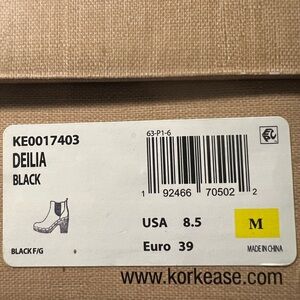 KE0017403
DEILIA
BLACK
63-P1-6
1 92466 70502 2
USA 8.5
M
Euro 39
BLACK F/G
MADE IN CHINA
www.korkease.com